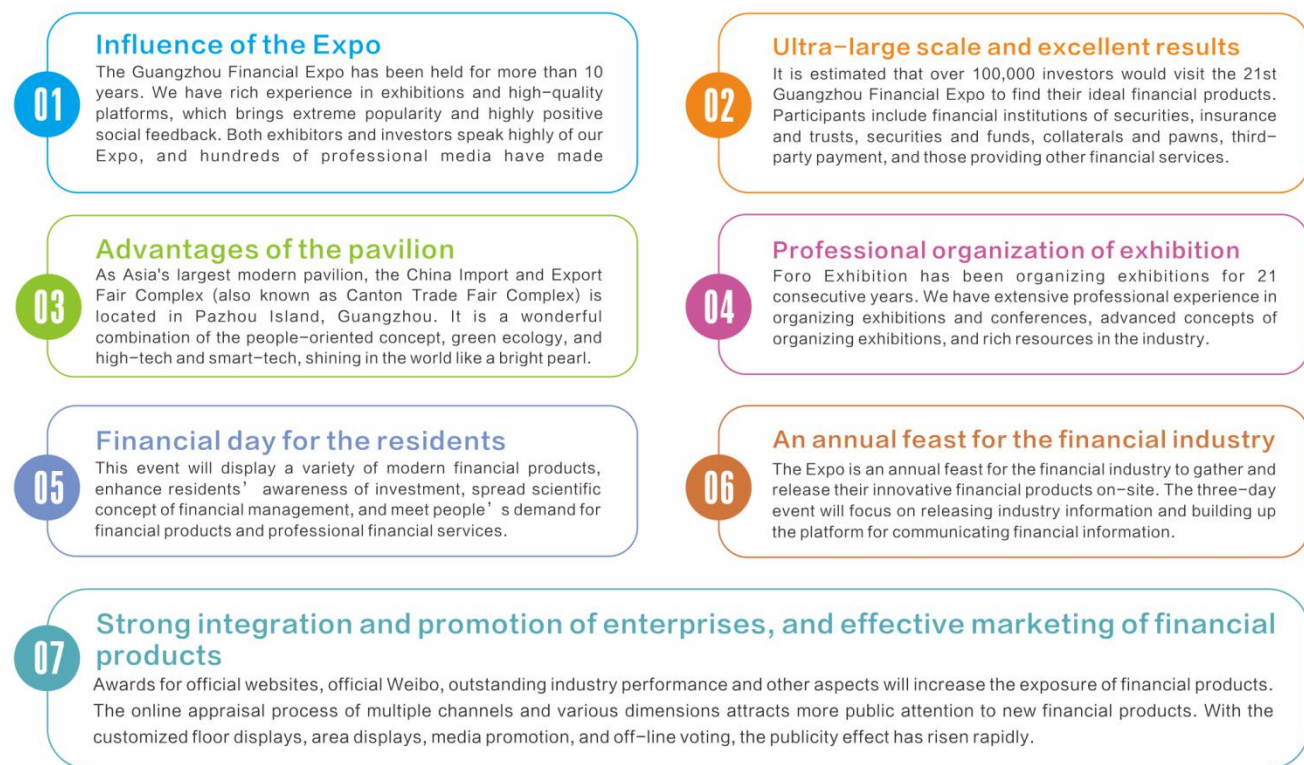 01
Influence of the Expo
The Guangzhou Financial Expo has been held for more than 10
years. We have rich experience in exhibitions and high-quality
platforms, which brings extreme popularity and highly positive
social feedback. Both exhibitors and investors speak highly of our
Expo, and hundreds of professional media have made
02
Ultra-large scale and excellent results
It is estimated that over 100,000 investors would visit the 21st
Guangzhou Financial Expo to find their ideal financial products.
Participants include financial institutions of securities, insurance
and trusts, securities and funds, collaterals and pawns, third-
party payment, and those providing other financial services.
03
Advantages of the pavilion
As Asia's largest modern pavilion, the China Import and Export
Fair Complex (also known as Canton Trade Fair Complex) is
located in Pazhou Island, Guangzhou. It is a wonderful
combination of the people-oriented concept, green ecology, and
high-tech and smart-tech, shining in the world like a bright pearl.
04
Professional organization of exhibition
Foro Exhibition has been organizing exhibitions for 21
consecutive years. We have extensive professional experience in
organizing exhibitions and conferences, advanced concepts of
organizing exhibitions, and rich resources in the industry.
05
Financial day for the residents
This event will display a variety of modern financial products,
enhance residents’ awareness of investment, spread scientific
concept of financial management, and meet people’s demand for
financial products and professional financial services.
06
An annual feast for the financial industry
The Expo is an annual feast for the financial industry to gather and
release their innovative financial products on-site. The three-day
event will focus on releasing industry information and building up
the platform for communicating financial information.
07
Strong integration and promotion of enterprises, and effective marketing of financial
products
Awards for official websites, official Weibo, outstanding industry performance and other aspects will increase the exposure of financial products.
The online appraisal process of multiple channels and various dimensions attracts more public attention to new financial products. With the
customized floor displays, area displays, media promotion, and off-line voting, the publicity effect has risen rapidly.